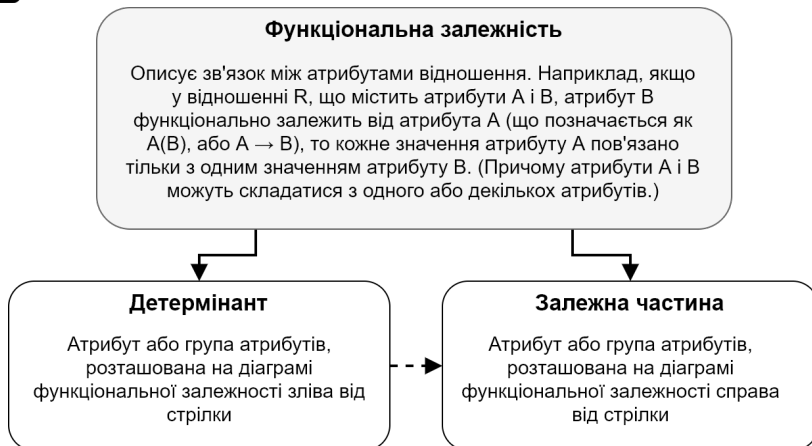 Функціональна залежність
Описує зв'язок між атрибутами відношення. Наприклад, якщо
у відношенні R, що містить атрибути A і B, атрибут B
функціонально залежить від атрибута A (що позначається як
A(B), або A → B), то кожне значення атрибуту A пов'язано
тільки з одним значенням атрибуту B. (Причому атрибути A і B
можуть складатися з одного або декількох атрибутів.)
Детермінант
Атрибут або група атрибутів,
розташована на діаграмі
функціональної залежності зліва від
стрілки
Залежна частина
Атрибут або група атрибутів,
розташована на діаграмі
функціональної залежності справа
від стрілки